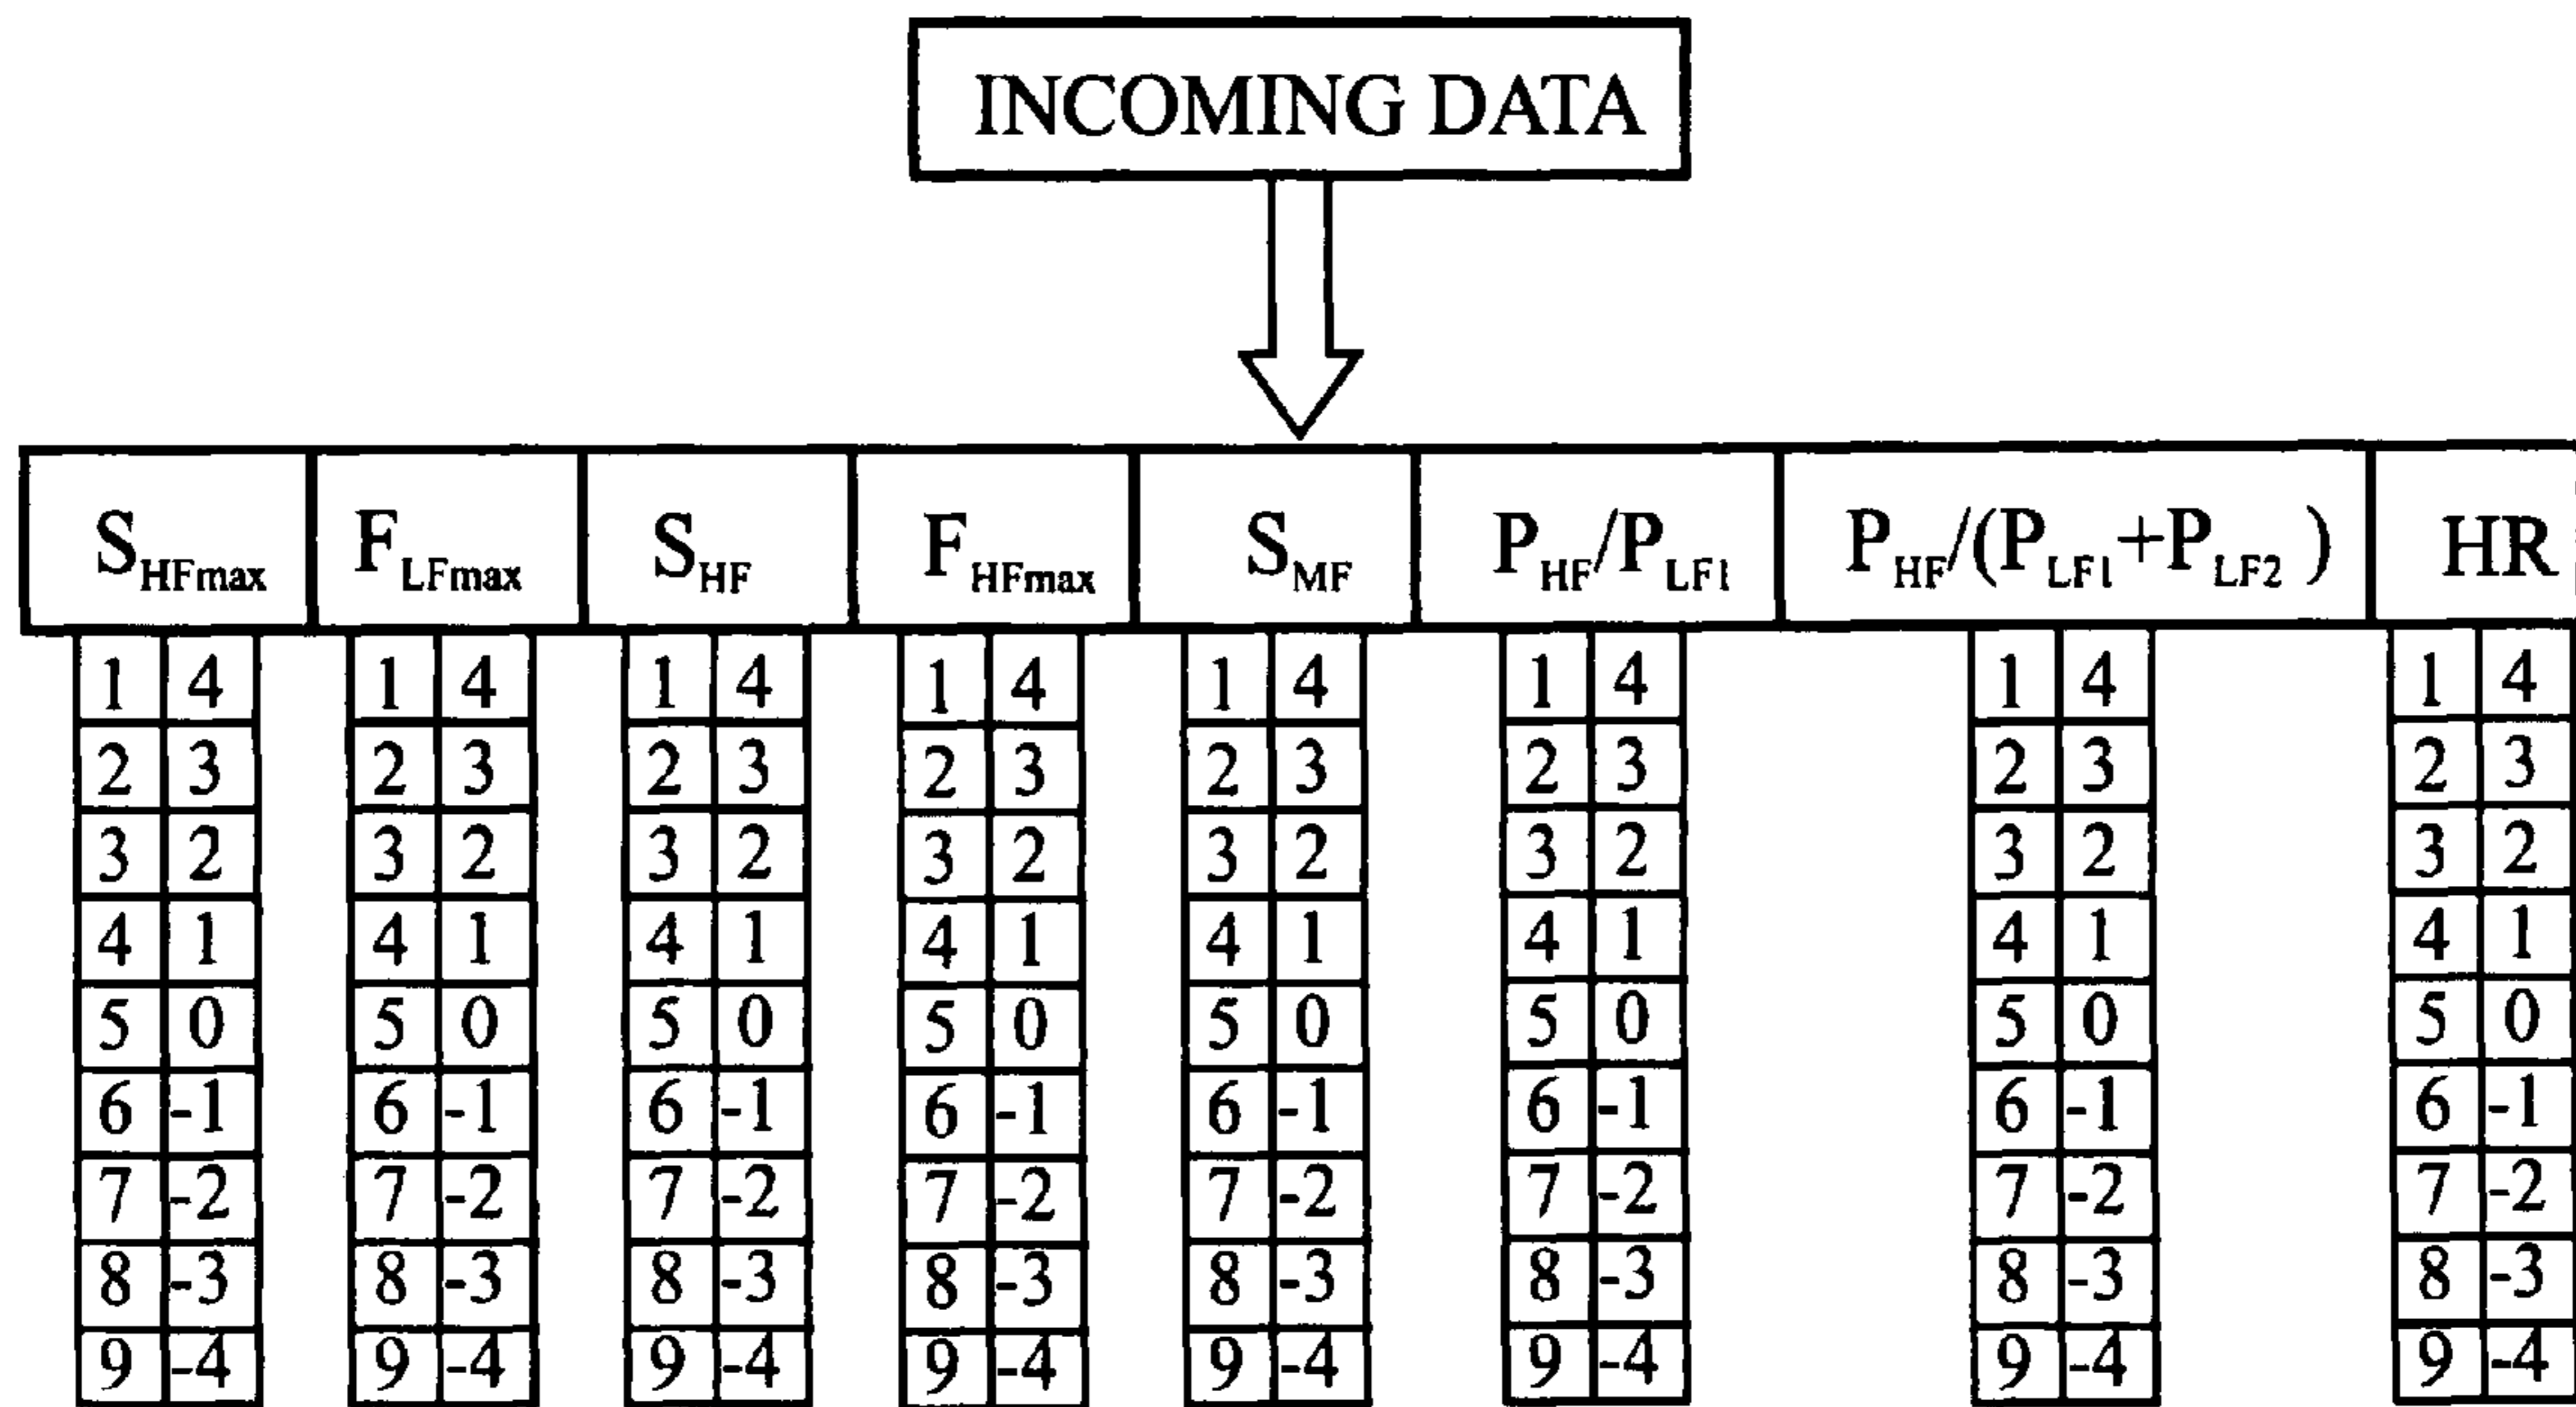 INCOMING DATA
S_HFmax F_LFmax S_HF F_HFmax S_MF P_HF/P_LF1 P_HF/(P_LF1+P_LF2 ) HR
1 4 1 4 1 4 1 4 1 4 1 4 1 4 1 4
2 3 2 3 2 3 2 3 2 3 2 3 2 3 2 3
3 2 3 2 3 2 3 2 3 2 3 2 3 2 3 2
4 1 4 1 4 1 4 1 4 1 4 1 4 1 4 1
5 0 5 0 5 0 5 0 5 0 5 0 5 0 5 0
6 -1 6 -1 6 -1 6 -1 6 -1 6 -1 6 -1 6 -1
7 -2 7 -2 7 -2 7 -2 7 -2 7 -2 7 -2 7 -2
8 -3 8 -3 8 -3 8 -3 8 -3 8 -3 8 -3 8 -3
9 -4 9 -4 9 -4 9 -4 9 -4 9 -4 9 -4 9 -4